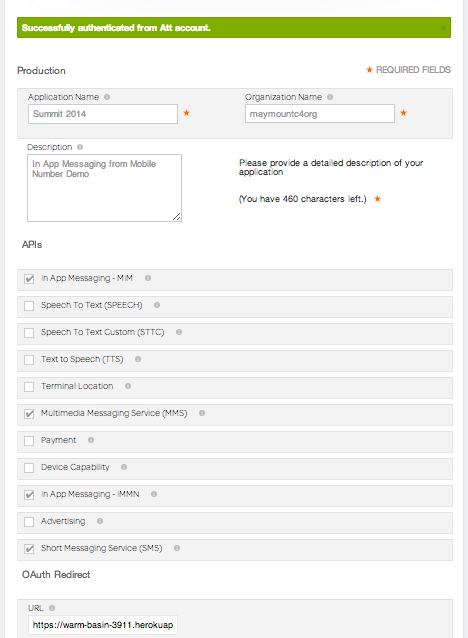 Successfully authenticated from Att account.
Production
★ REQUIRED FIELDS
Application Name
Organization Name
Summit 2014
maymountc4org
Description
In App Messaging from Mobile
Number Demo
Please provide a detailed description of your
application
(You have 460 characters left.)
APIs
In App Messaging - MIM
Speech To Text (SPEECH)
Speech To Text Custom (STTC)
Text to Speech (TTS)
Terminal Location
Multimedia Messaging Service (MMS)
Payment
Device Capability
In App Messaging - IMMN
Advertising
Short Messaging Service (SMS)
OAuth Redirect
URL
https://warm-basin-3911.herokuap